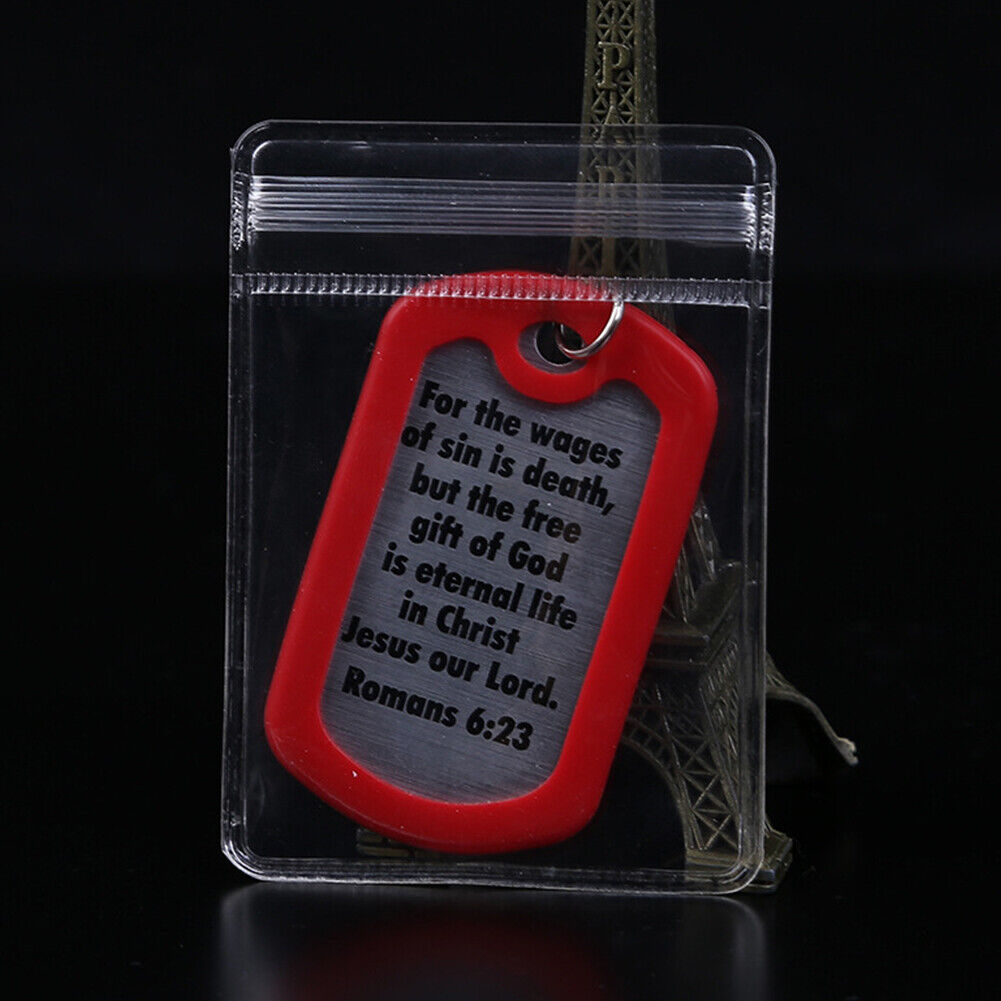 P
A
R
For the wages
of sin is death,
but the free
gift of God
is eternal life
in Christ
Jesus our Lord.
Romans 6:23